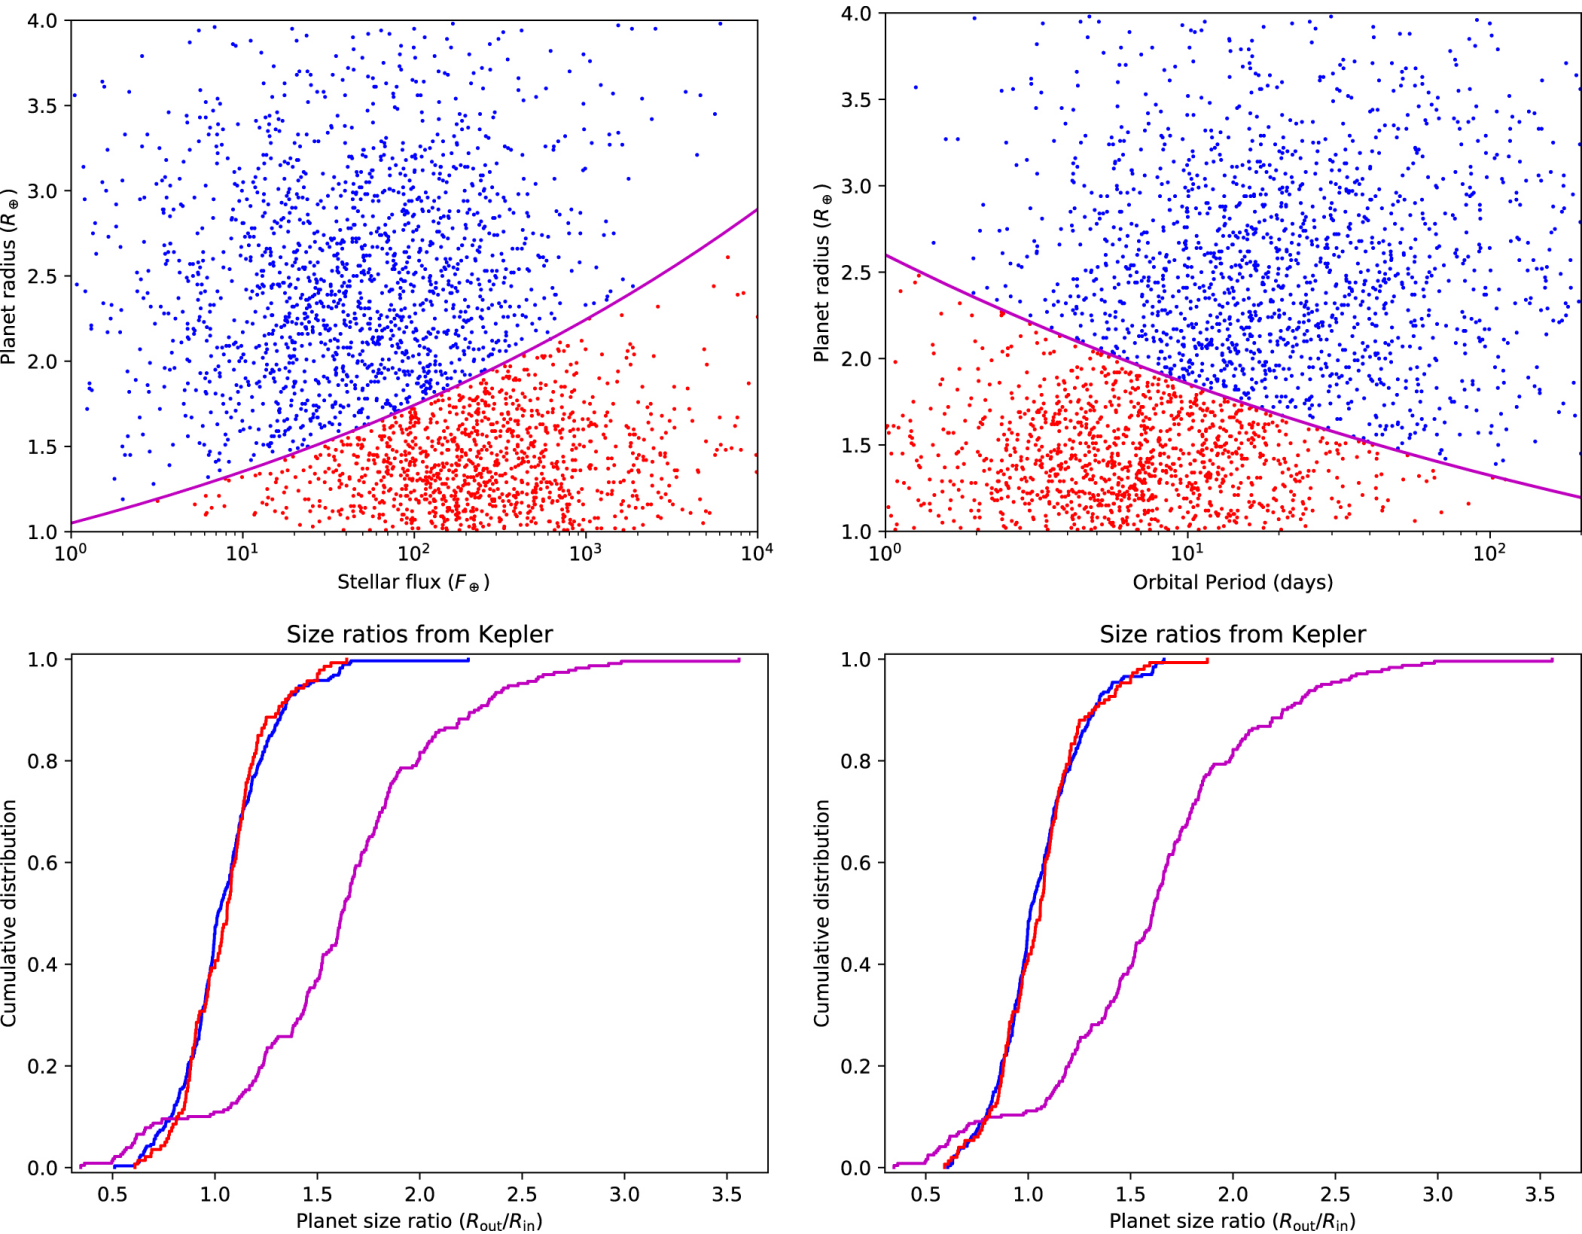 4.0
3.5
3.0
2.5
2.0
1.5
1.0
Planet radius (R⊕)
10⁰ 10¹ 10² 10³ 10⁴
Stellar flux (F⊕)
4.0
3.5
3.0
2.5
2.0
1.5
1.0
Planet radius (R⊕)
10⁰ 10¹ 10²
Orbital Period (days)
Size ratios from Kepler
1.0
0.8
0.6
0.4
0.2
0.0
Cumulative distribution
0.5 1.0 1.5 2.0 2.5 3.0 3.5
Planet size ratio (Rout/Rin)
Size ratios from Kepler
1.0
0.8
0.6
0.4
0.2
0.0
Cumulative distribution
0.5 1.0 1.5 2.0 2.5 3.0 3.5
Planet size ratio (Rout/Rin)